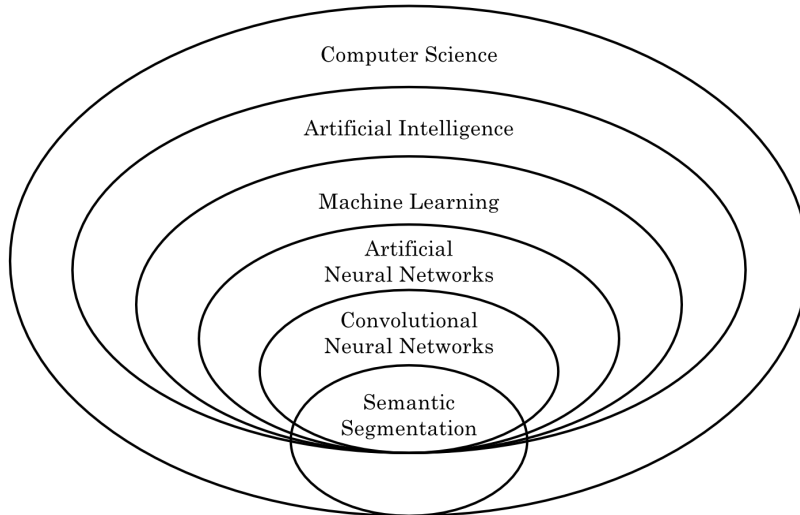 Computer Science
Artificial Intelligence
Machine Learning
Artificial
Neural Networks
Convolutional
Neural Networks
Semantic
Segmentation